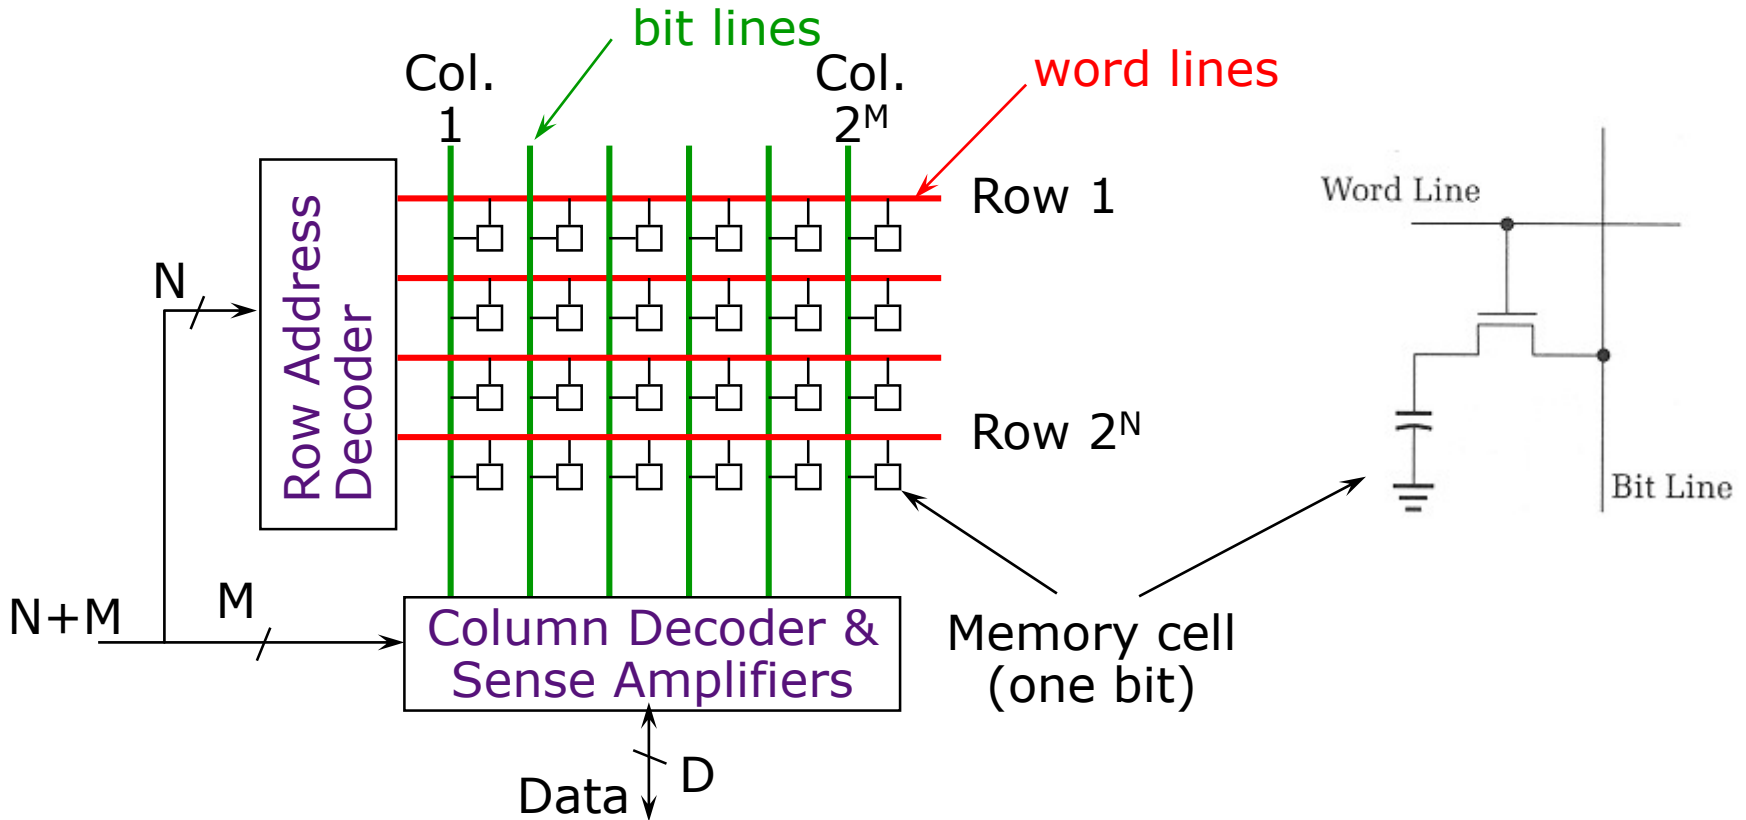 bit lines
Col.
1
Col.
2ᴹ
word lines
Row 1
Word Line
N
Row Address
Decoder
Row 2ᴺ
Bit Line
N+M
M
Column Decoder &
Sense Amplifiers
Memory cell
(one bit)
D
Data